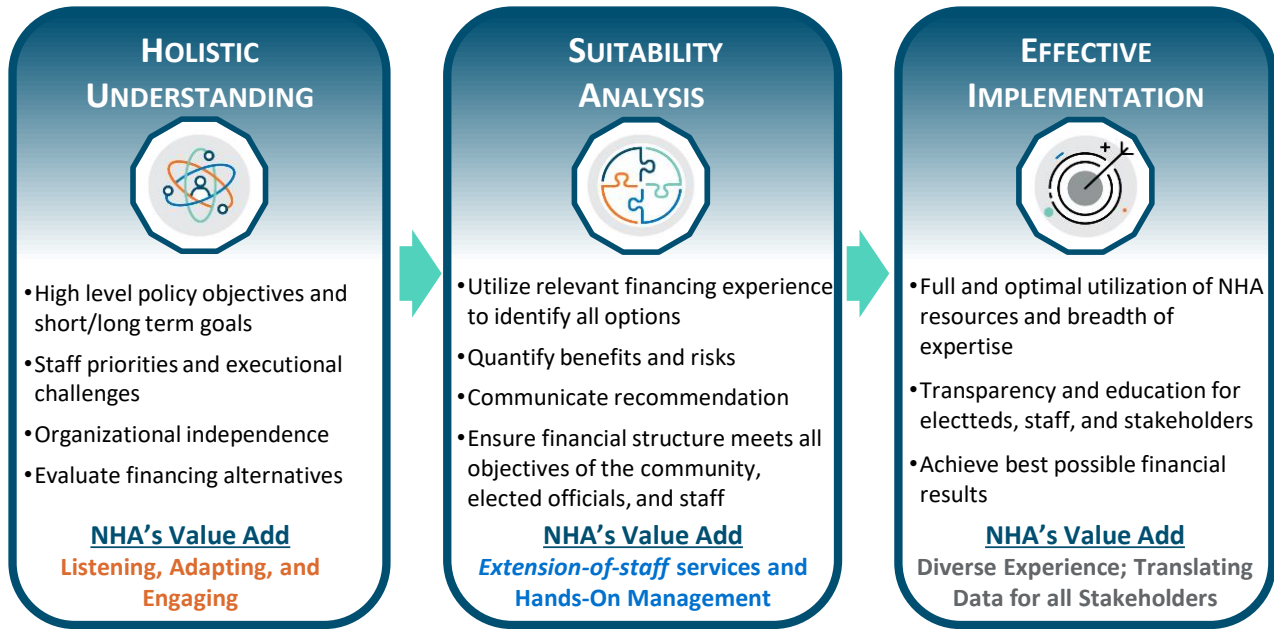 HOLISTIC
UNDERSTANDING
•High level policy objectives and
short/long term goals
•Staff priorities and executional
challenges
•Organizational independence
•Evaluate financing alternatives
NHA's Value Add
Listening, Adapting, and
Engaging
SUITABILITY
ANALYSIS
•Utilize relevant financing experience
to identify all options
•Quantify benefits and risks
•Communicate recommendation
•Ensure financial structure meets all
objectives of the community,
elected officials, and staff
NHA's Value Add
Extension-of-staff services and
Hands-On Management
EFFECTIVE
IMPLEMENTATION
•Full and optimal utilization of NHA
resources and breadth of
expertise
•Transparency and education for
electteds, staff, and stakeholders
•Achieve best possible financial
results
NHA's Value Add
Diverse Experience; Translating
Data for all Stakeholders